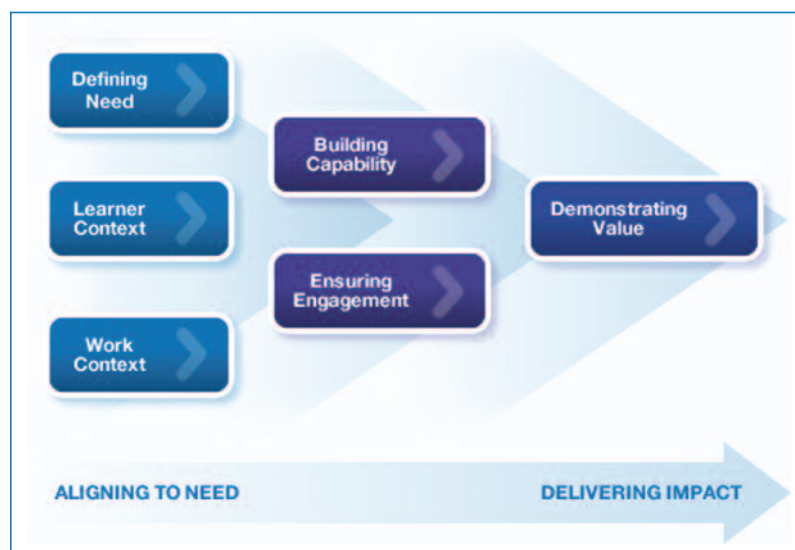 Defining
Need
Learner
Context
Work
Context
Building
Capability
Ensuring
Engagement
Demonstrating
Value
ALIGNING TO NEED
DELIVERING IMPACT